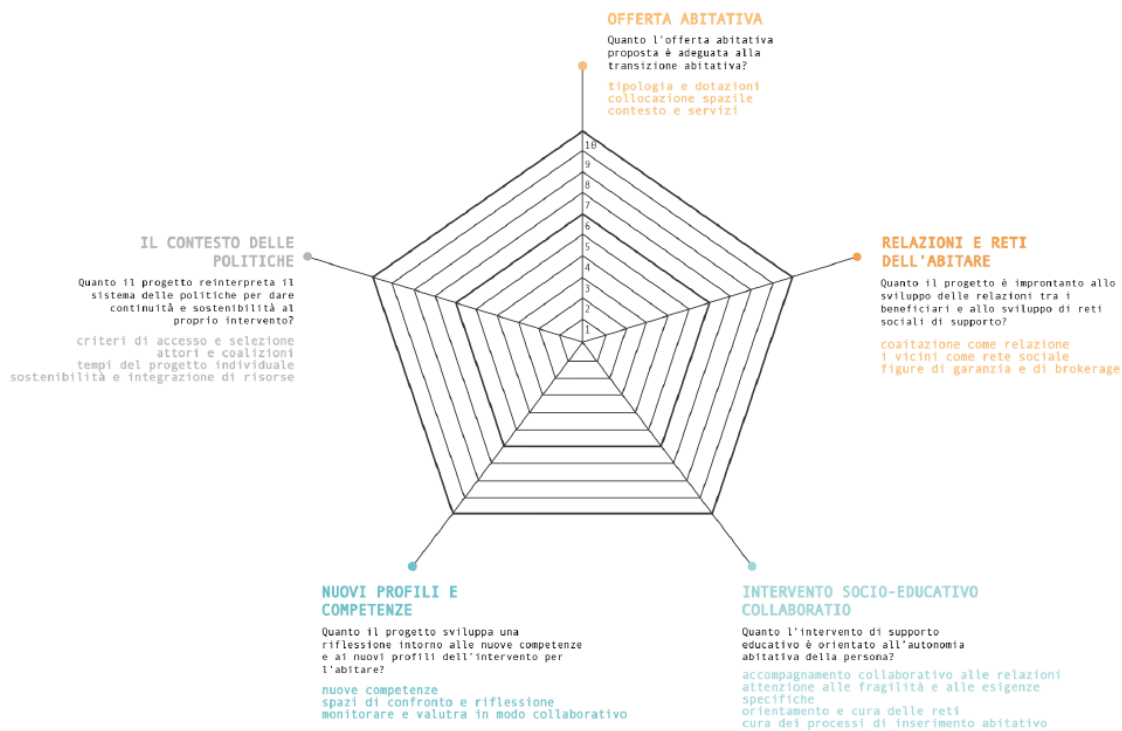 OFFERTA ABITATIVA
Quanto l'offerta abitativa
proposta è adeguata alla
transizione abitativa?
tipologia e dotazioni
collocazione spazile
contesto e servizi
10
9
8
7
6
5
4
3
2
1
IL CONTESTO DELLE
POLITICHE
Quanto il progetto reinterpreta il
sistema delle politiche per dare
continuità e sostenibilità al
proprio intervento?
criteri di accesso e selezione
attori e coalizioni
tempi del progetto individuale
sostenibilità e integrazione di risorse
RELAZIONI E RETI
DELL'ABITARE
Quanto il progetto è improntanto allo
sviluppo delle relazioni tra i
beneficiari e allo sviluppo di reti
sociali di supporto?
coaitazione come relazione
i vicini come rete sociale
figure di garanzia e di brokerage
NUOVI PROFILI E
COMPETENZE
Quanto il progetto sviluppa una
riflessione intorno alle nuove competenze
e ai nuovi profili dell'intervento per
l'abitare?
nuove competenze
spazi di confronto e riflessione
monitorare e valutra in modo collaborativo
INTERVENTO SOCIO-EDUCATIVO
COLLABORATIO
Quanto l'intervento di supporto
educativo è orientato all'autonomia
abitativa della persona?
accompagnamento collaborativo alle relazioni
attenzione alle fragilità e alle esigenze
specifiche
orientamento e cura delle reti
cura dei processi di inserimento abitativo